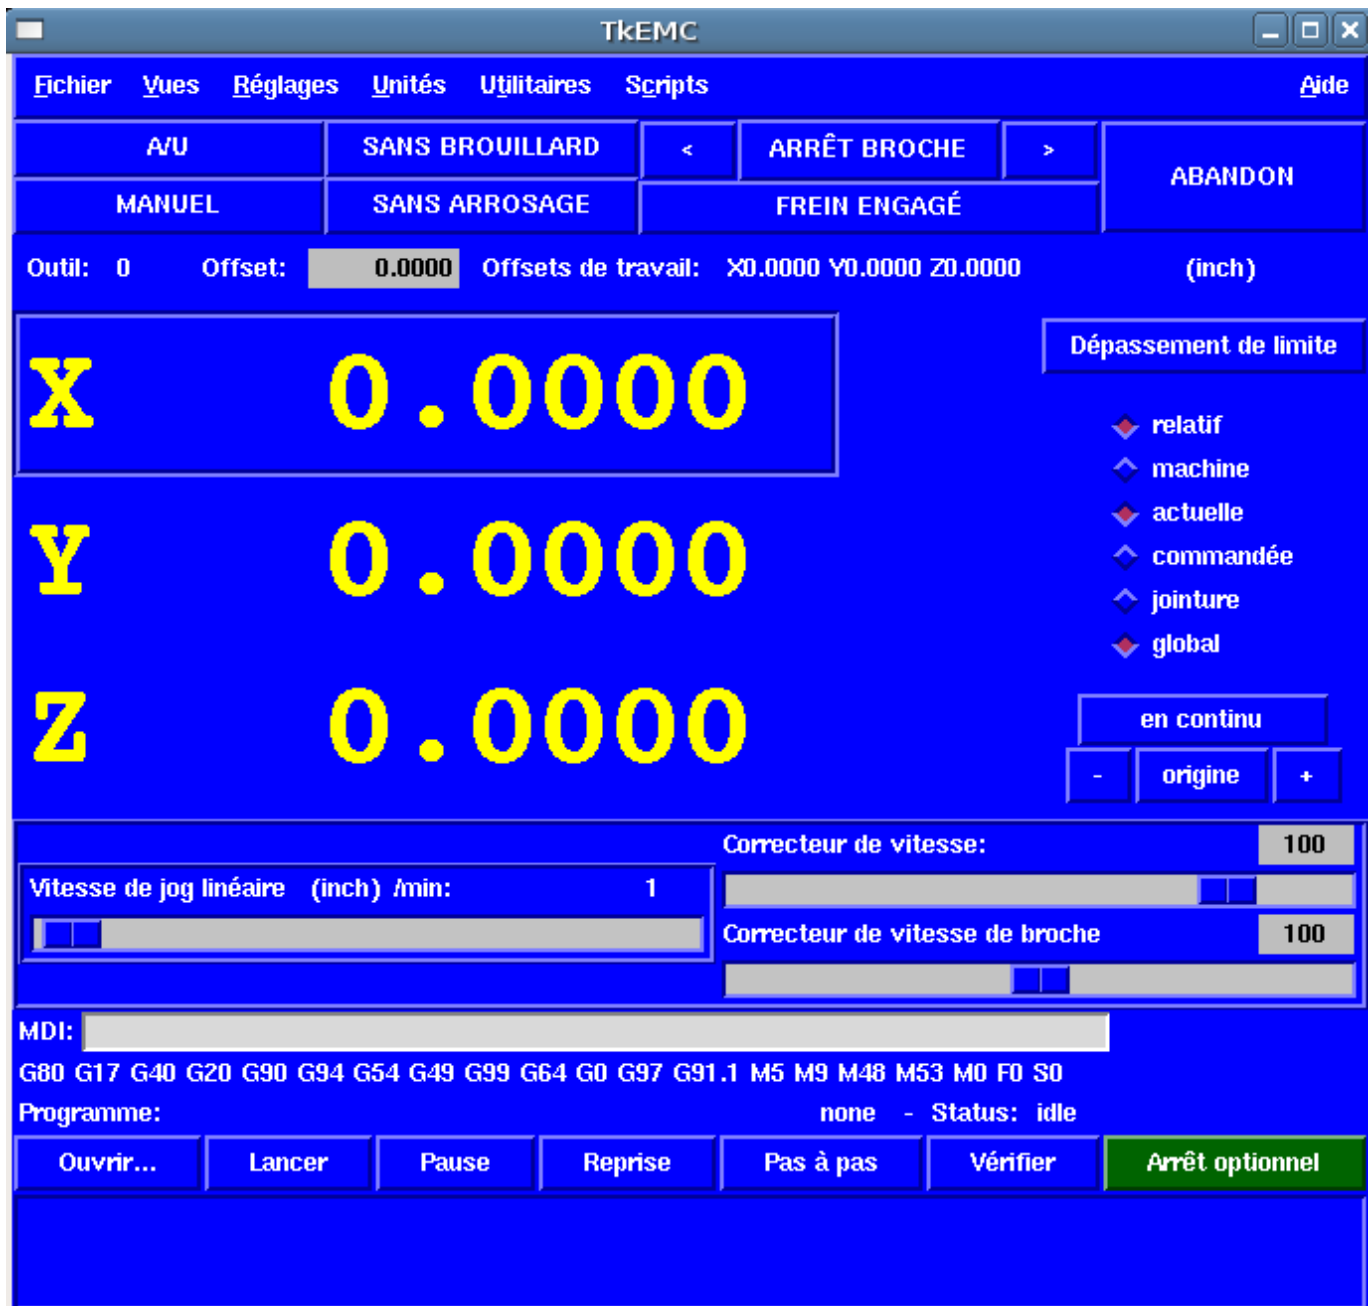 TkEMC
Fichier Vues Réglages Unités Utilitaires Scripts Aide
A/U SANS BROUILLARD < ARRÊT BROCHE > ABANDON
MANUEL SANS ARROSAGE FREIN ENGAGÉ
Outil: 0 Offset: 0.0000 Offsets de travail: X0.0000 Y0.0000 Z0.0000 (inch)
Dépassement de limite
X 0.0000
relatif
machine
actuelle
Y 0.0000
commandée
jointure
global
Z 0.0000
en continu
- origine +
Correcteur de vitesse: 100
Vitesse de jog linéaire (inch) /min: 1
Correcteur de vitesse de broche 100
MDI:
G80 G17 G40 G20 G90 G94 G54 G49 G99 G64 G0 G97 G91.1 M5 M9 M48 M53 M0 F0 S0
Programme: none - Status: idle
Ouvrir... Lancer Pause Reprise Pas à pas Vérifier Arrêt optionnel